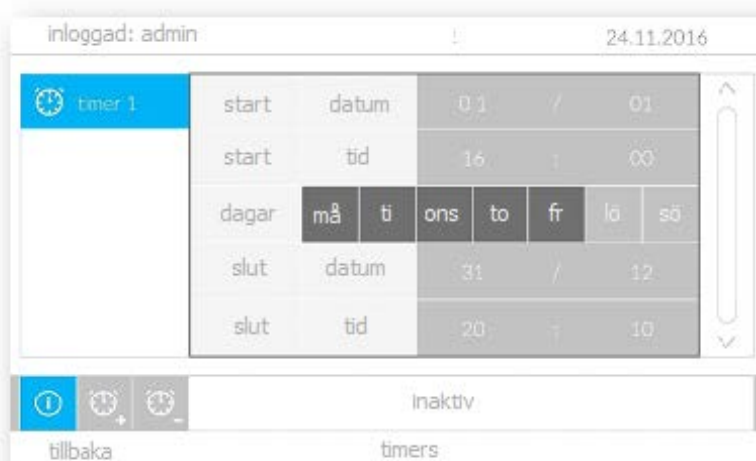 inloggad: admin ! 24.11.2016
timer 1 start datum 01 / 01
start tid 16 : 00
dagar må ti ons to fr lö sö
slut datum 31 / 12
slut tid 20 : 10
inaktiv
tillbaka timers